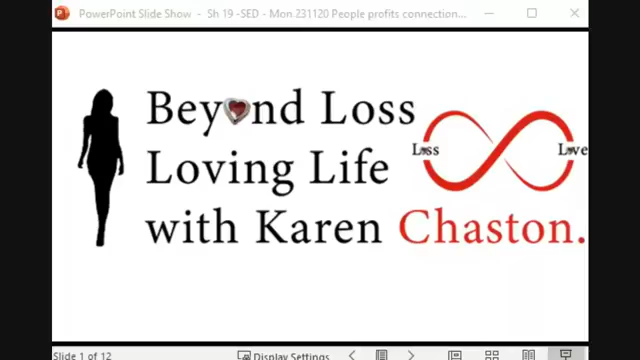 PowerPoint Slide Show - Sh 19 -SED - Mon 231120 People profits connection...
Beyond Loss
Loss Love
Loving Life
with Karen Chaston.
Slide 1 of 12
Display Settings